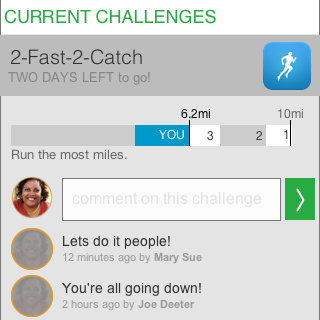 CURRENT CHALLENGES
2-Fast-2-Catch
TWO DAYS LEFT to go!
6.2mi 10mi
YOU 3 2 1
Run the most miles.
comment on this challenge
Lets do it people!
12 minutes ago by Mary Sue
You're all going down!
2 hours ago by Joe Deeter